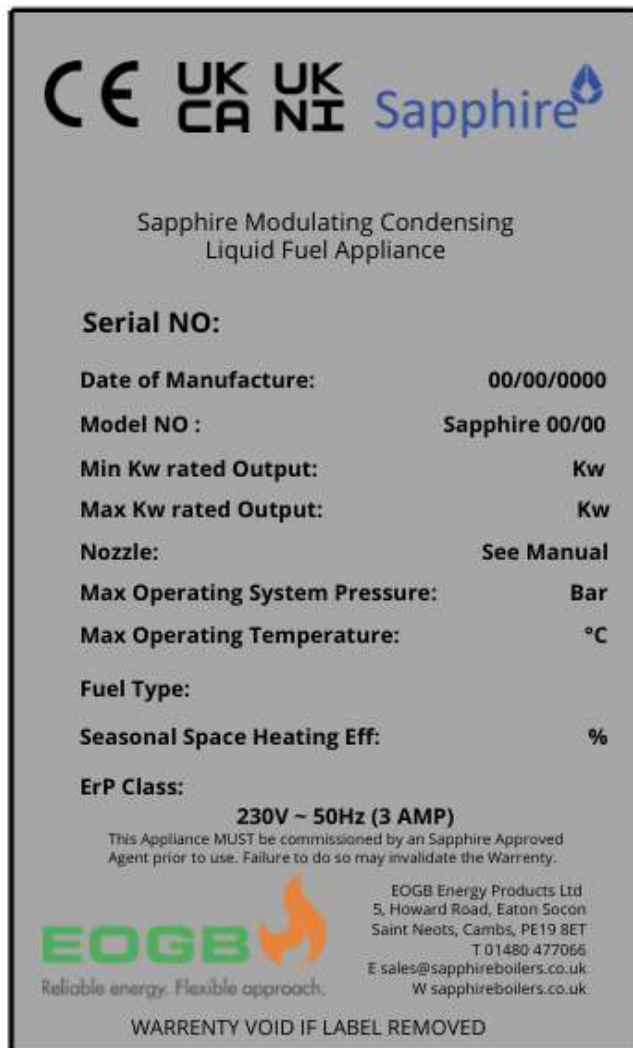 CE UK CA UK NI Sapphire
Sapphire Modulating Condensing
Liquid Fuel Appliance
Serial NO:
Date of Manufacture: 00/00/0000
Model NO : Sapphire 00/00
Min Kw rated Output: Kw
Max Kw rated Output: Kw
Nozzle: See Manual
Max Operating System Pressure: Bar
Max Operating Temperature: °C
Fuel Type:
Seasonal Space Heating Eff: %
ErP Class:
230V ~ 50Hz (3 AMP)
This Appliance MUST be commissioned by an Sapphire Approved
Agent prior to use. Failure to do so may invalidate the Warrenty.
EOGB
Reliable energy. Flexible approach.
EOGB Energy Products Ltd
5, Howard Road, Eaton Socon
Saint Neots, Cambs, PE19 8ET
T 01480 477066
E sales@sapphireboilers.co.uk
W sapphireboilers.co.uk
WARRENTY VOID IF LABEL REMOVED